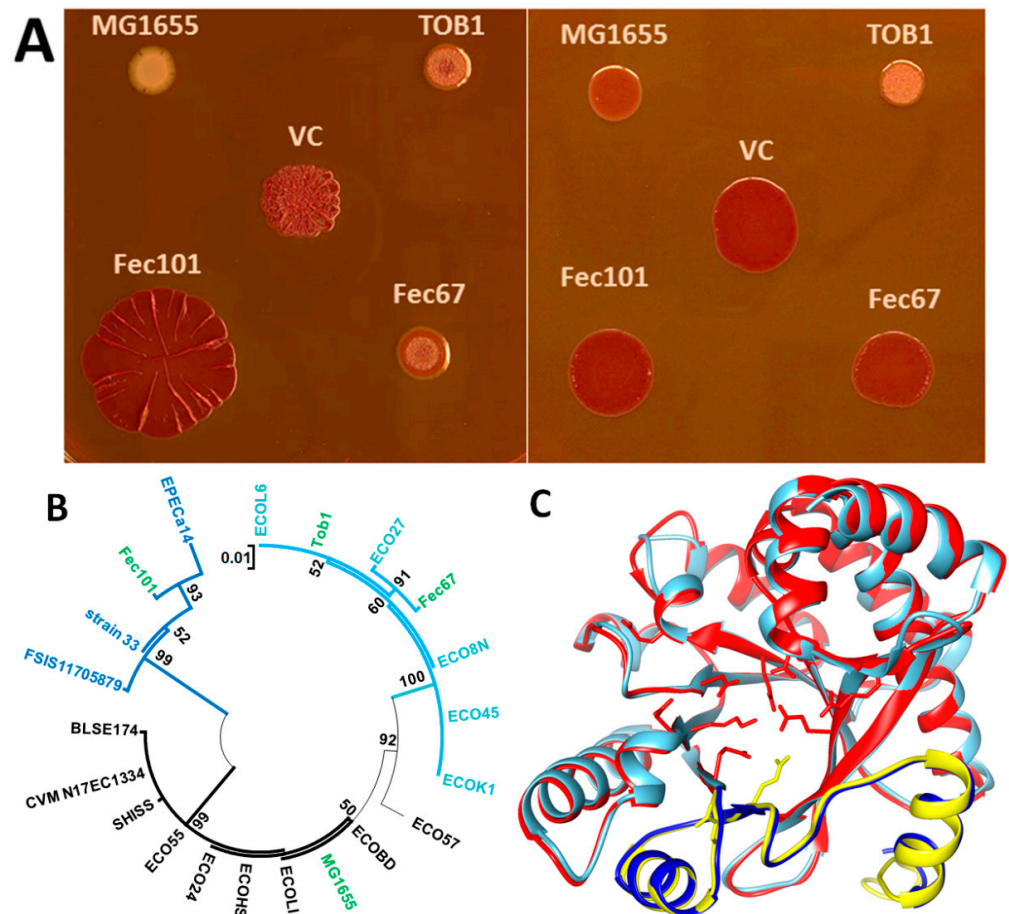 A
MG1655
TOB1
VC
Fec101
Fec67
MG1655
TOB1
VC
Fec101
Fec67
B
EPECa14
Fec101
93
strain 33
52
99
FSIS11705879
0.01
ECOL6
Tob1
52
ECO27
91
60
Fec67
ECO8N
100
ECO45
ECOK1
92
ECO57
50
ECOBD
MG1655
ECOLI
ECOHS
ECO24
99
ECO55
SHISS
CVM N17EC1334
BLSE174
C